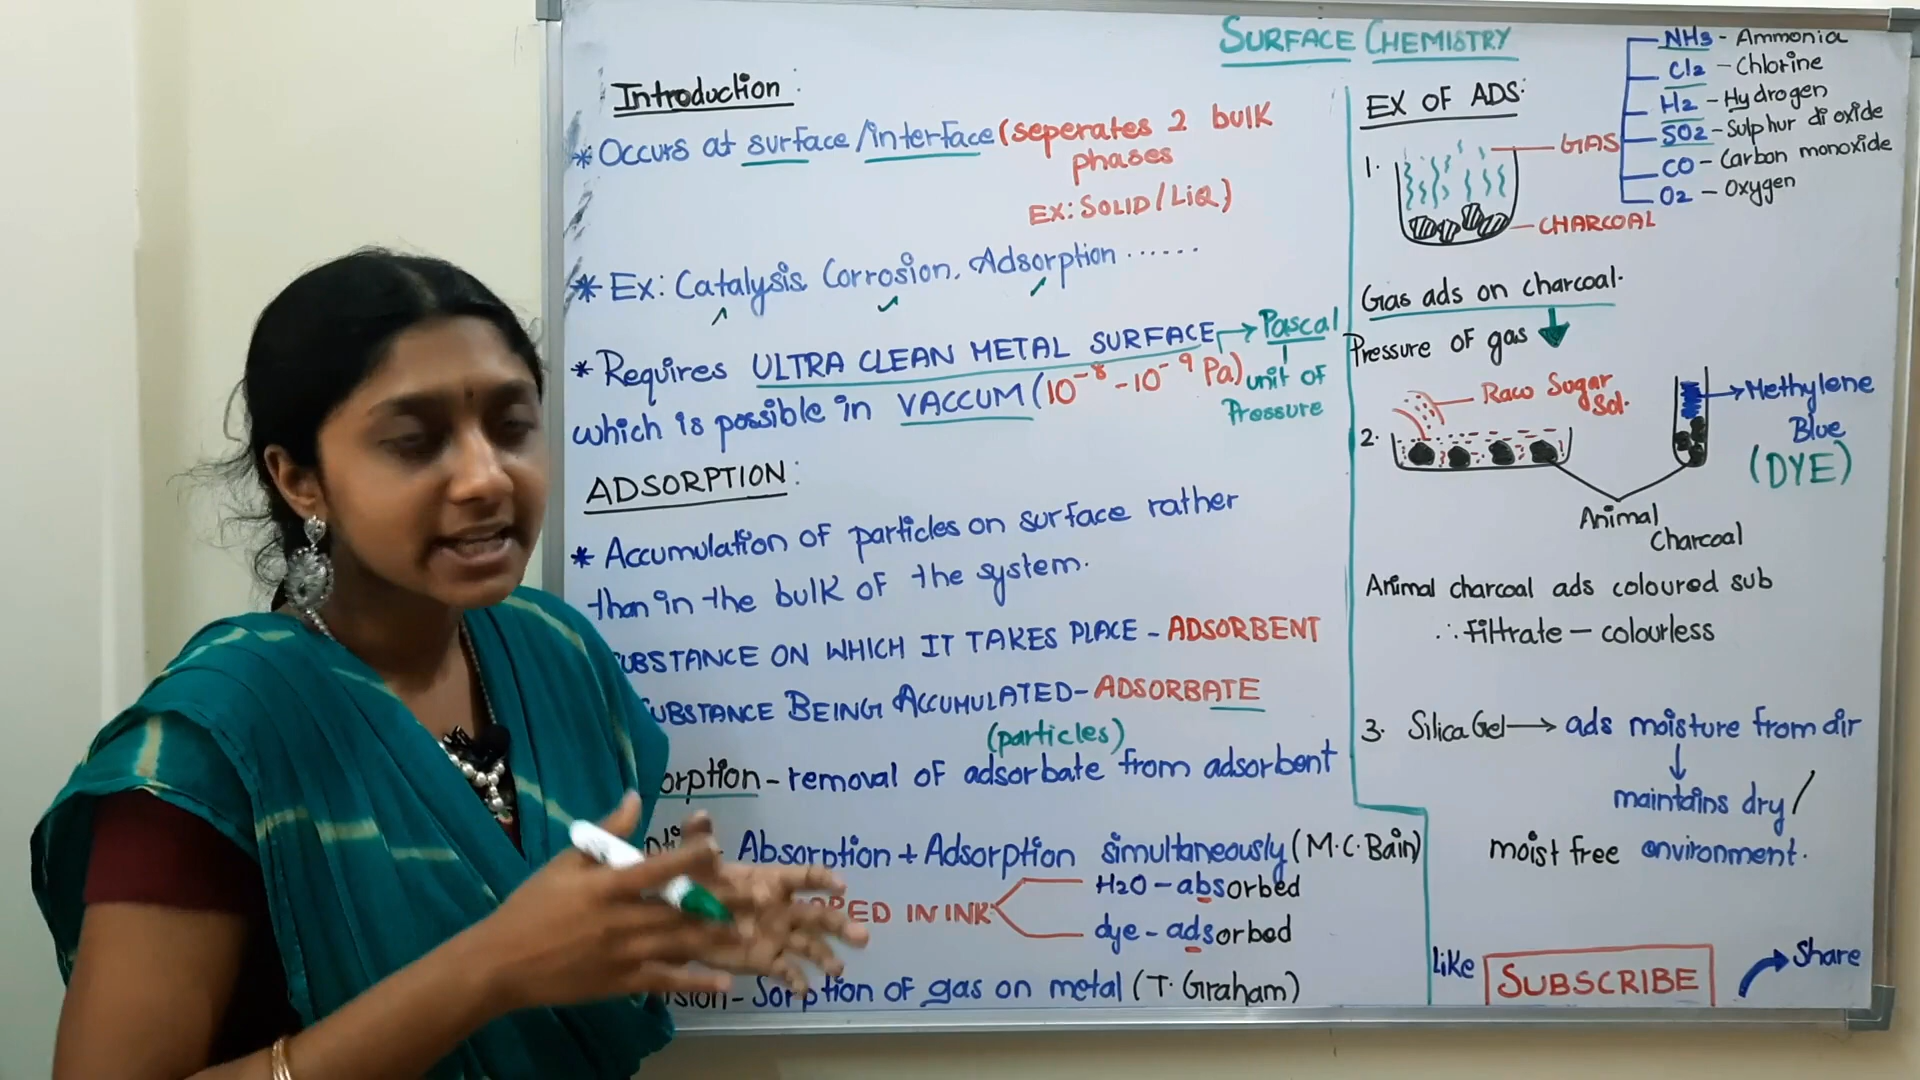 SURFACE CHEMISTRY
Introduction :
* Occurs at surface /interface (seperates 2 bulk
phases
EX: SOLID / LIQ)
* Ex: Catalysis, Corrosion, Adsorption ......
* Requires ULTRA CLEAN METAL SURFACE → Pascal
which is possible in VACCUM (10⁻⁸ - 10⁻⁹ Pa) unit of
Pressure
ADSORPTION :
* Accumulation of particles on surface rather
than in the bulk of the system.
SUBSTANCE ON WHICH IT TAKES PLACE - ADSORBENT
SUBSTANCE BEING ACCUMULATED - ADSORBATE
(particles)
orption - removal of adsorbate from adsorbent
- Absorption + Adsorption simultaneously (M.C. Bain)
PPED IN INK
H2O - absorbed
dye - adsorbed
usion - Sorption of gas on metal (T. Graham)
EX OF ADS:
NH3 - Ammonia
Cl2 - Chlorine
H2 - Hydrogen
SO2 - Sulphur di oxide
CO - Carbon monoxide
O2 - Oxygen
1.
GAS
CHARCOAL
Gas ads on charcoal.
Pressure of gas ↓
2.
Raw Sugar
Sol.
→ Methylene
Blue
(DYE)
Animal
charcoal
Animal charcoal ads coloured sub
∴ Filtrate - colourless
3. Silica Gel → ads moisture from air
↓
maintains dry /
moist free environment.
like
SUBSCRIBE
Share